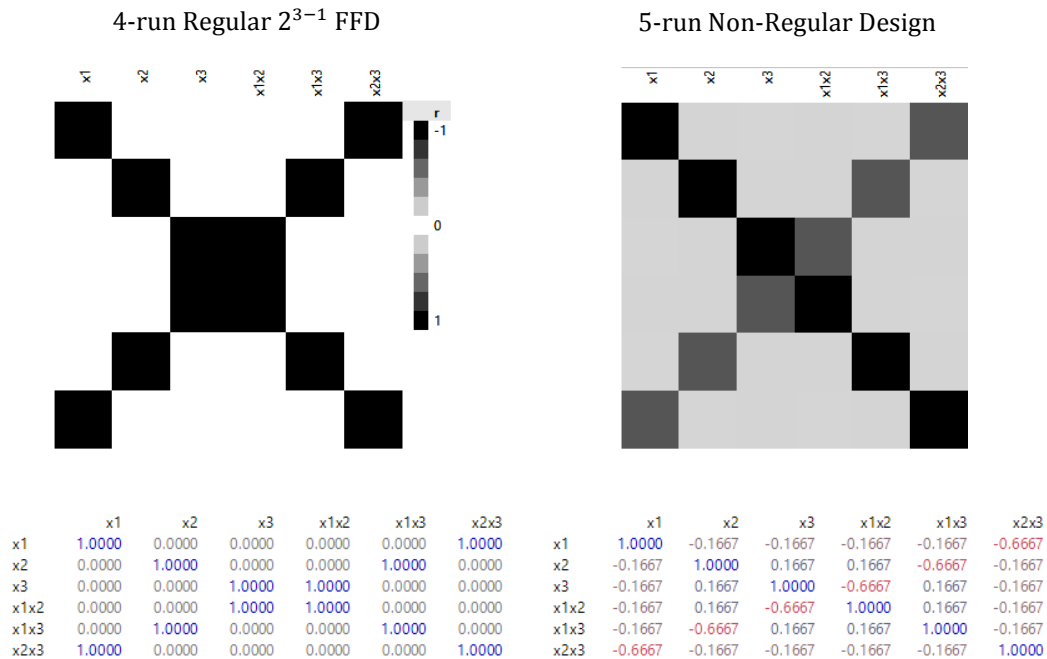 4-run Regular 2³⁻¹ FFD
x1 x2 x3 x1x2 x1x3 x2x3
r
-1
0
1
x1 x2 x3 x1x2 x1x3 x2x3
x1 1.0000 0.0000 0.0000 0.0000 0.0000 1.0000
x2 0.0000 1.0000 0.0000 0.0000 1.0000 0.0000
x3 0.0000 0.0000 1.0000 1.0000 0.0000 0.0000
x1x2 0.0000 0.0000 1.0000 1.0000 0.0000 0.0000
x1x3 0.0000 1.0000 0.0000 0.0000 1.0000 0.0000
x2x3 1.0000 0.0000 0.0000 0.0000 0.0000 1.0000
5-run Non-Regular Design
x1 x2 x3 x1x2 x1x3 x2x3
x1 x2 x3 x1x2 x1x3 x2x3
x1 1.0000 -0.1667 -0.1667 -0.1667 -0.1667 -0.6667
x2 -0.1667 1.0000 0.1667 0.1667 -0.6667 -0.1667
x3 -0.1667 0.1667 1.0000 -0.6667 0.1667 -0.1667
x1x2 -0.1667 0.1667 -0.6667 1.0000 0.1667 -0.1667
x1x3 -0.1667 -0.6667 0.1667 0.1667 1.0000 -0.1667
x2x3 -0.6667 -0.1667 -0.1667 -0.1667 -0.1667 1.0000